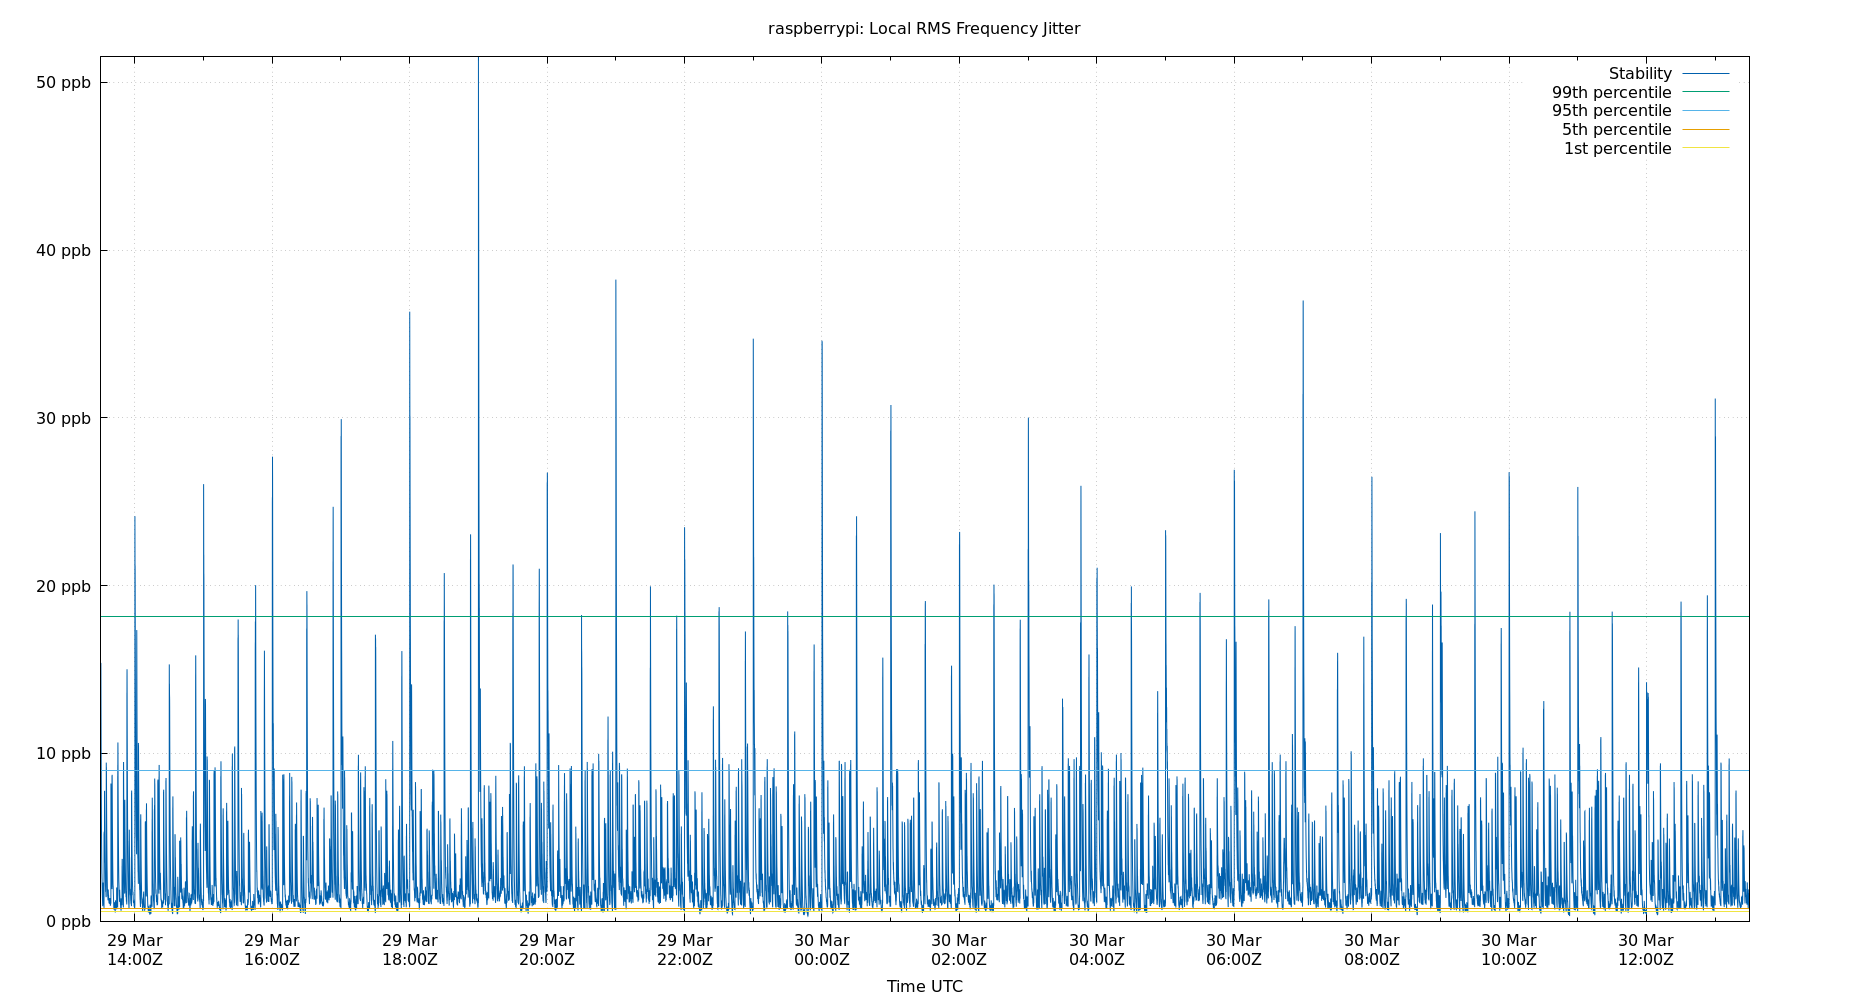 raspberrypi: Local RMS Frequency Jitter
50 ppb
40 ppb
30 ppb
20 ppb
10 ppb
0 ppb
Stability
99th percentile
95th percentile
5th percentile
1st percentile
29 Mar 29 Mar 29 Mar 29 Mar 29 Mar 30 Mar 30 Mar 30 Mar 30 Mar 30 Mar 30 Mar 30 Mar
14:00Z 16:00Z 18:00Z 20:00Z 22:00Z 00:00Z 02:00Z 04:00Z 06:00Z 08:00Z 10:00Z 12:00Z
Time UTC